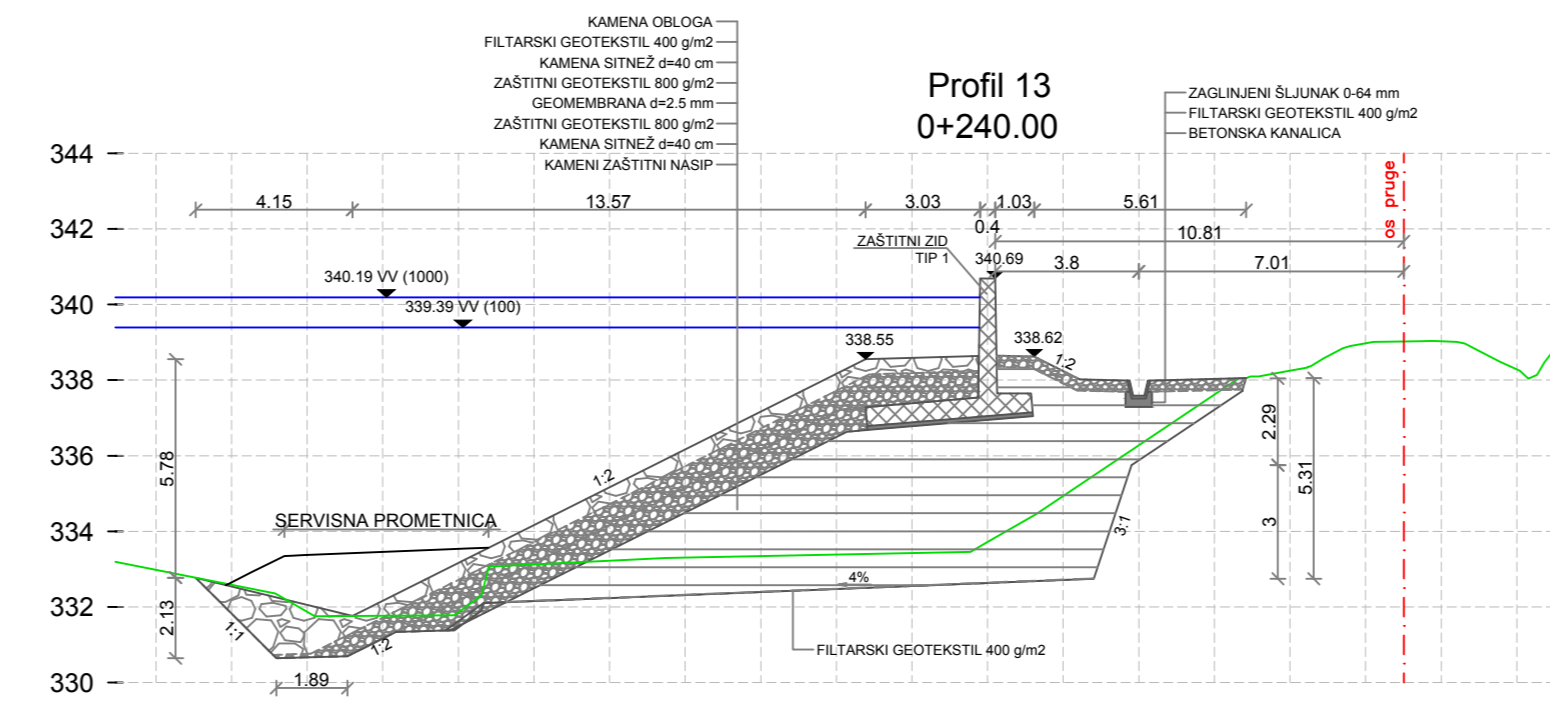 KAMENA OBLOGA
FILTARSKI GEOTEKSTIL 400 g/m2
KAMENA SITNEŽ d=40 cm
ZAŠTITNI GEOTEKSTIL 800 g/m2
GEOMEMBRANA d=2.5 mm
ZAŠTITNI GEOTEKSTIL 800 g/m2
KAMENA SITNEŽ d=40 cm
KAMENI ZAŠTITNI NASIP
Profil 13
0+240.00
ZAGLINJENI ŠLJUNAK 0-64 mm
FILTARSKI GEOTEKSTIL 400 g/m2
BETONSKA KANALICA
344
342
340
338
336
334
332
330
4.15
13.57
3.03
1.03
5.61
0.4
10.81
os pruge
ZAŠTITNI ZID
TIP 1
340.69
3.8
7.01
340.19 VV (1000)
339.39 VV (100)
338.55
338.62
1:2
5.78
2.29
5.31
1:2
SERVISNA PROMETNICA
3
3:1
4%
2.13
1:1
1:2
FILTARSKI GEOTEKSTIL 400 g/m2
1.89